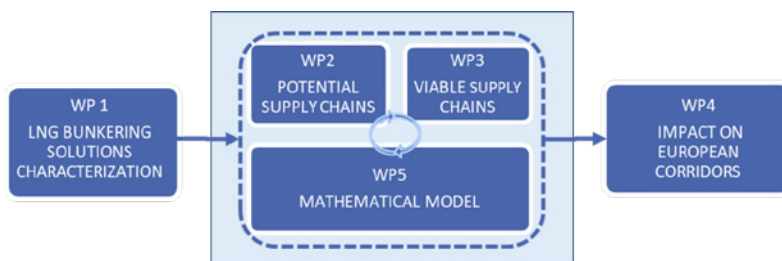 WP 1
LNG BUNKERING
SOLUTIONS
CHARACTERIZATION
WP2
POTENTIAL
SUPPLY CHAINS
WP3
VIABLE SUPPLY
CHAINS
WP5
MATHEMATICAL MODEL
WP4
IMPACT ON
EUROPEAN
CORRIDORS